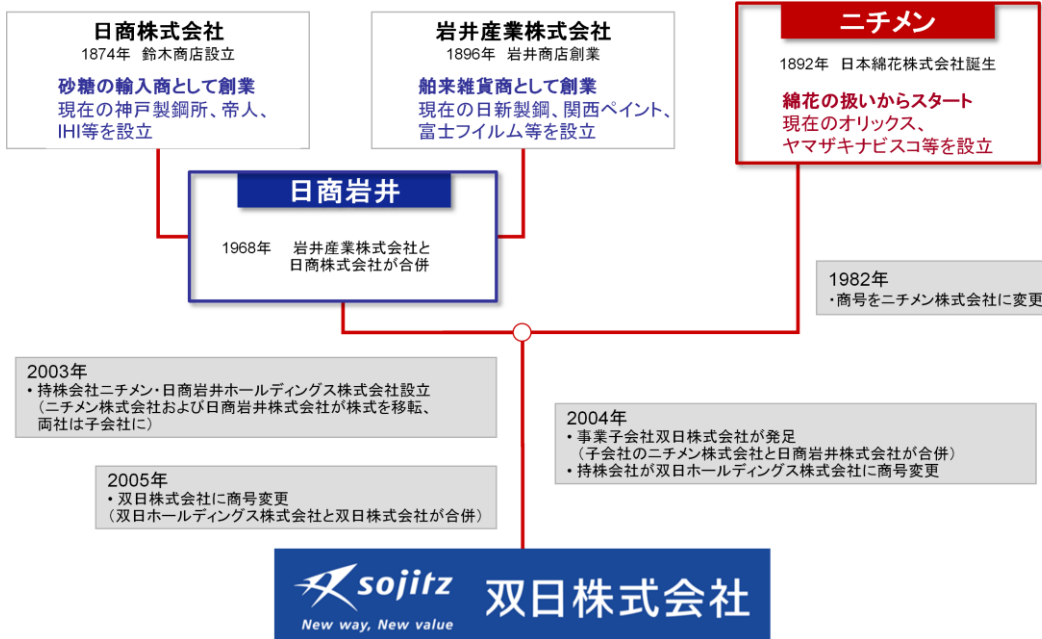 日商株式会社
1874年 鈴木商店設立
砂糖の輸入商として創業
現在の神戸製鋼所、帝人、
IHI等を設立
岩井産業株式会社
1896年 岩井商店創業
舶来雑貨商として創業
現在の日新製鋼、関西ペイント、
富士フイルム等を設立
ニチメン
1892年 日本綿花株式会社誕生
綿花の扱いからスタート
現在のオリックス、
ヤマザキナビスコ等を設立
日商岩井
1968年 岩井産業株式会社と
日商株式会社が合併
1982年
・商号をニチメン株式会社に変更
2003年
・持株会社ニチメン・日商岩井ホールディングス株式会社設立
（ニチメン株式会社および日商岩井株式会社が株式を移転、
両社は子会社に）
2004年
・事業子会社双日株式会社が発足
（子会社のニチメン株式会社と日商岩井株式会社が合併）
・持株会社が双日ホールディングス株式会社に商号変更
2005年
・双日株式会社に商号変更
（双日ホールディングス株式会社と双日株式会社が合併）
sojitz
New way, New value
双日株式会社